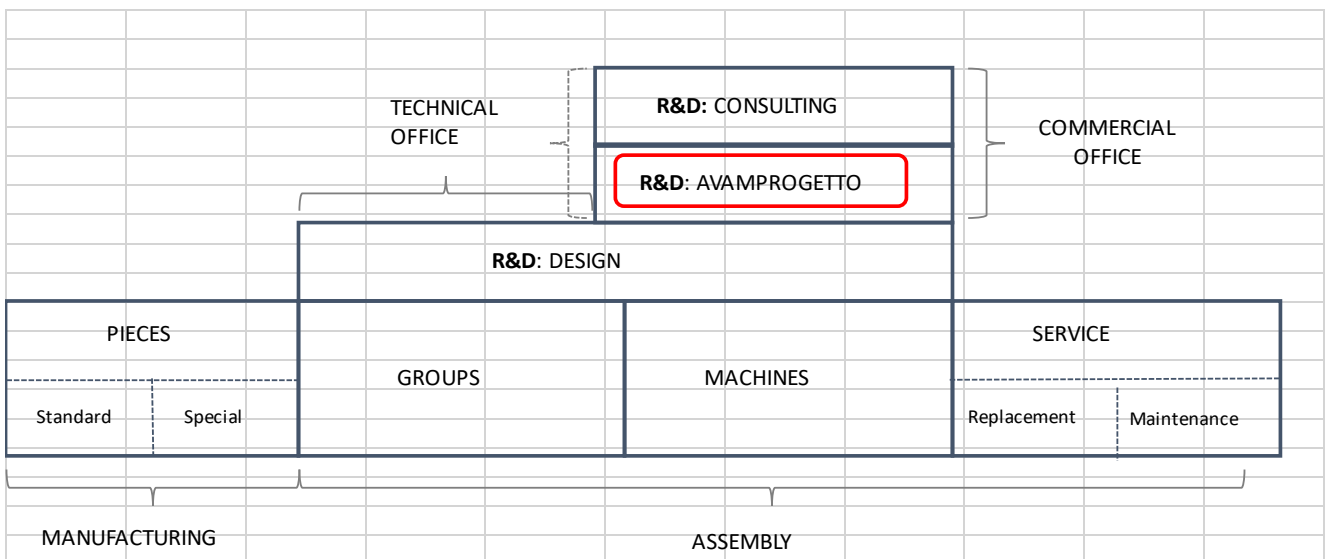 R&D: CONSULTING
TECHNICAL
OFFICE
COMMERCIAL
OFFICE
R&D: AVAMPROGETTO
R&D: DESIGN
PIECES
SERVICE
GROUPS
MACHINES
Standard
Special
Replacement
Maintenance
MANUFACTURING
ASSEMBLY